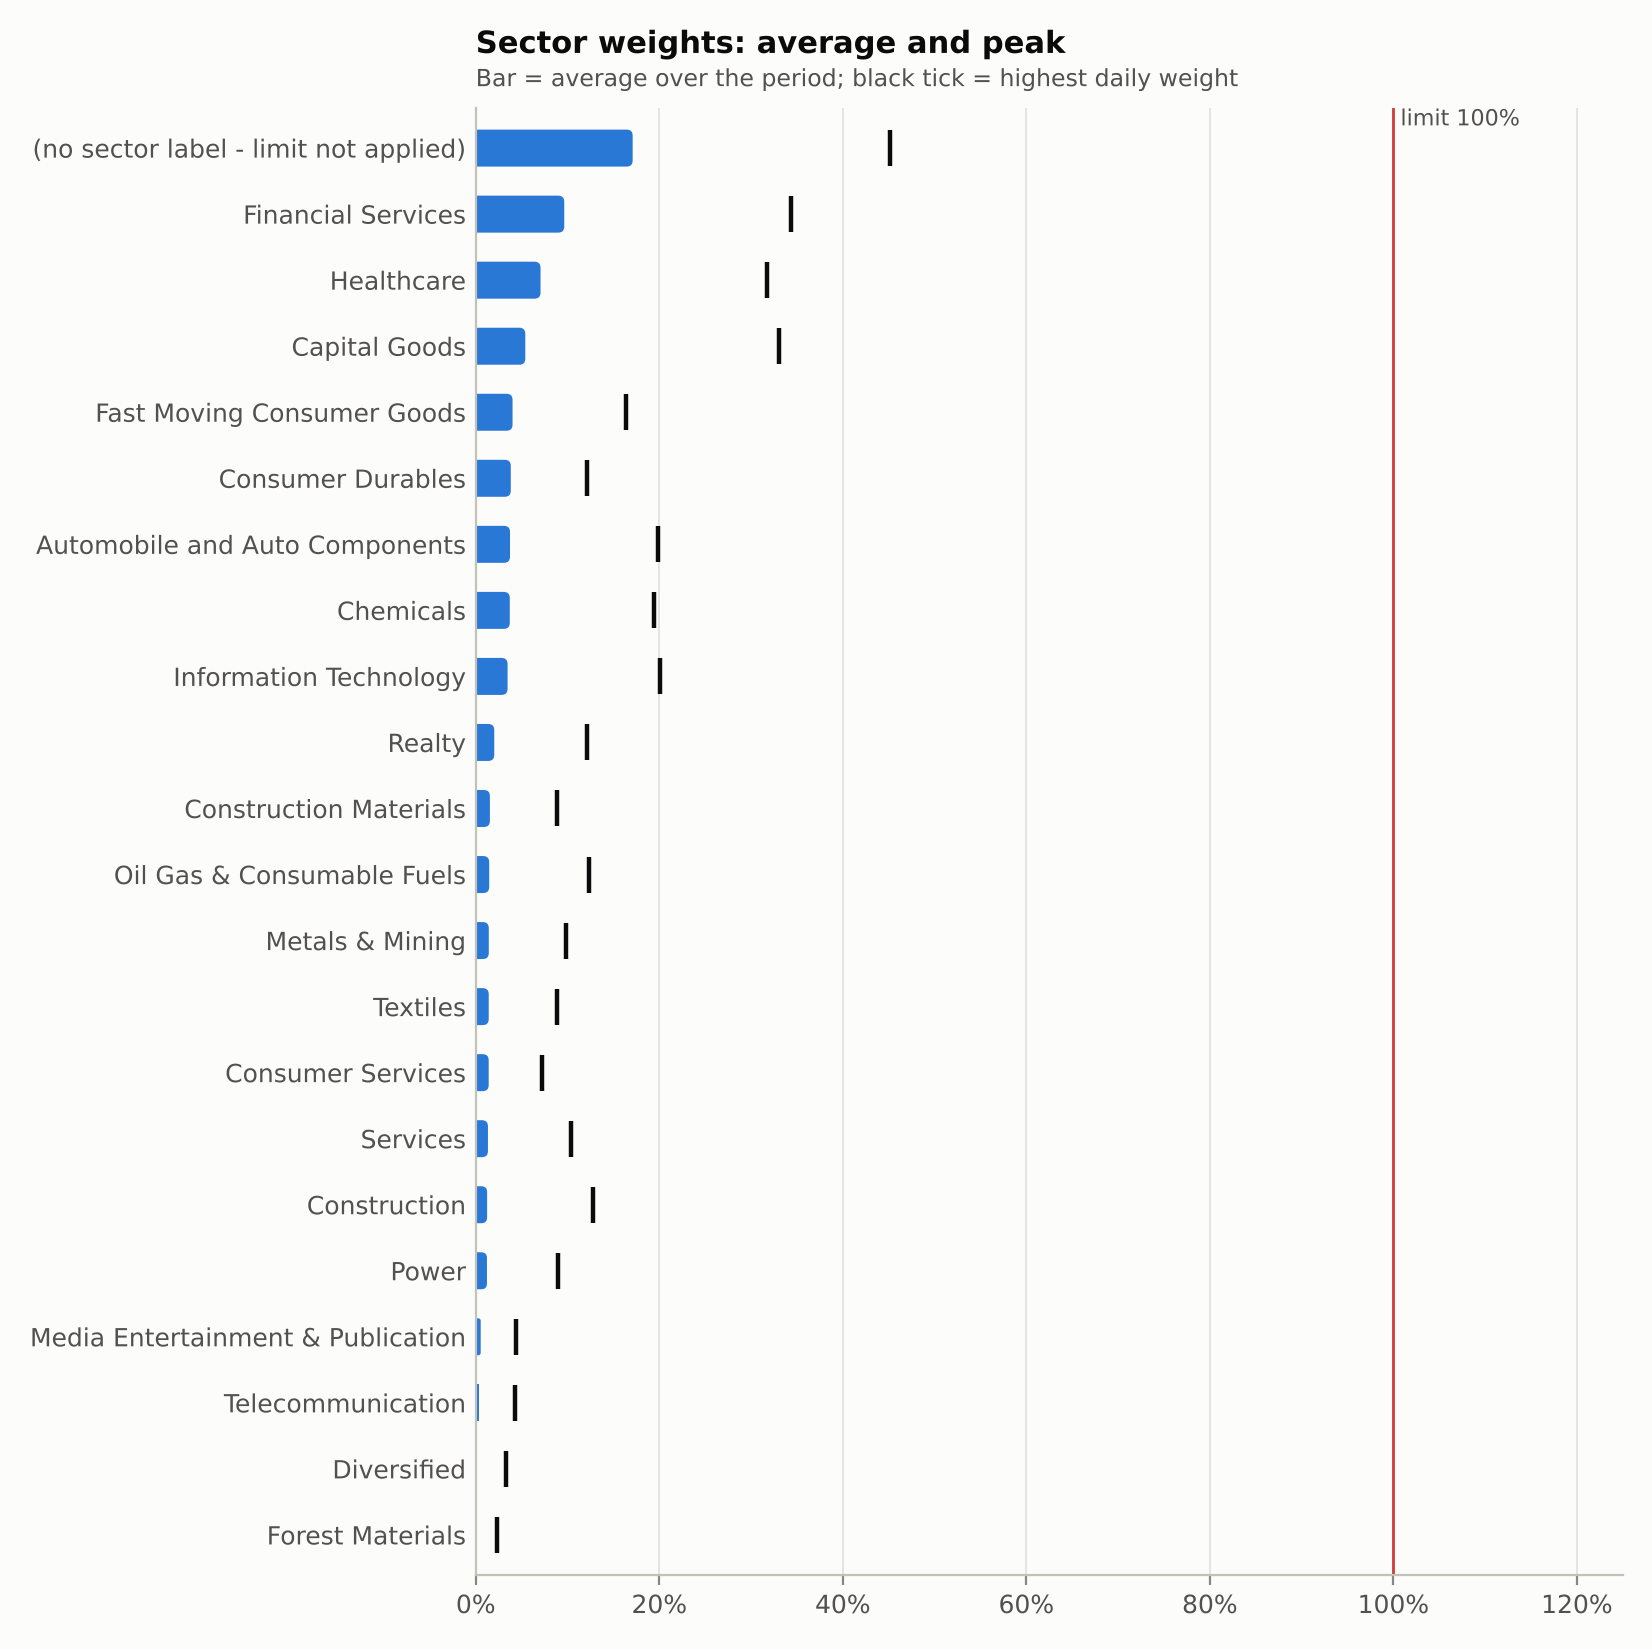 Sector weights: average and peak
Bar = average over the period; black tick = highest daily weight
limit 100%
(no sector label - limit not applied)
Financial Services
Healthcare
Capital Goods
Fast Moving Consumer Goods
Consumer Durables
Automobile and Auto Components
Chemicals
Information Technology
Realty
Construction Materials
Oil Gas & Consumable Fuels
Metals & Mining
Textiles
Consumer Services
Services
Construction
Power
Media Entertainment & Publication
Telecommunication
Diversified
Forest Materials
0% 20% 40% 60% 80% 100% 120%